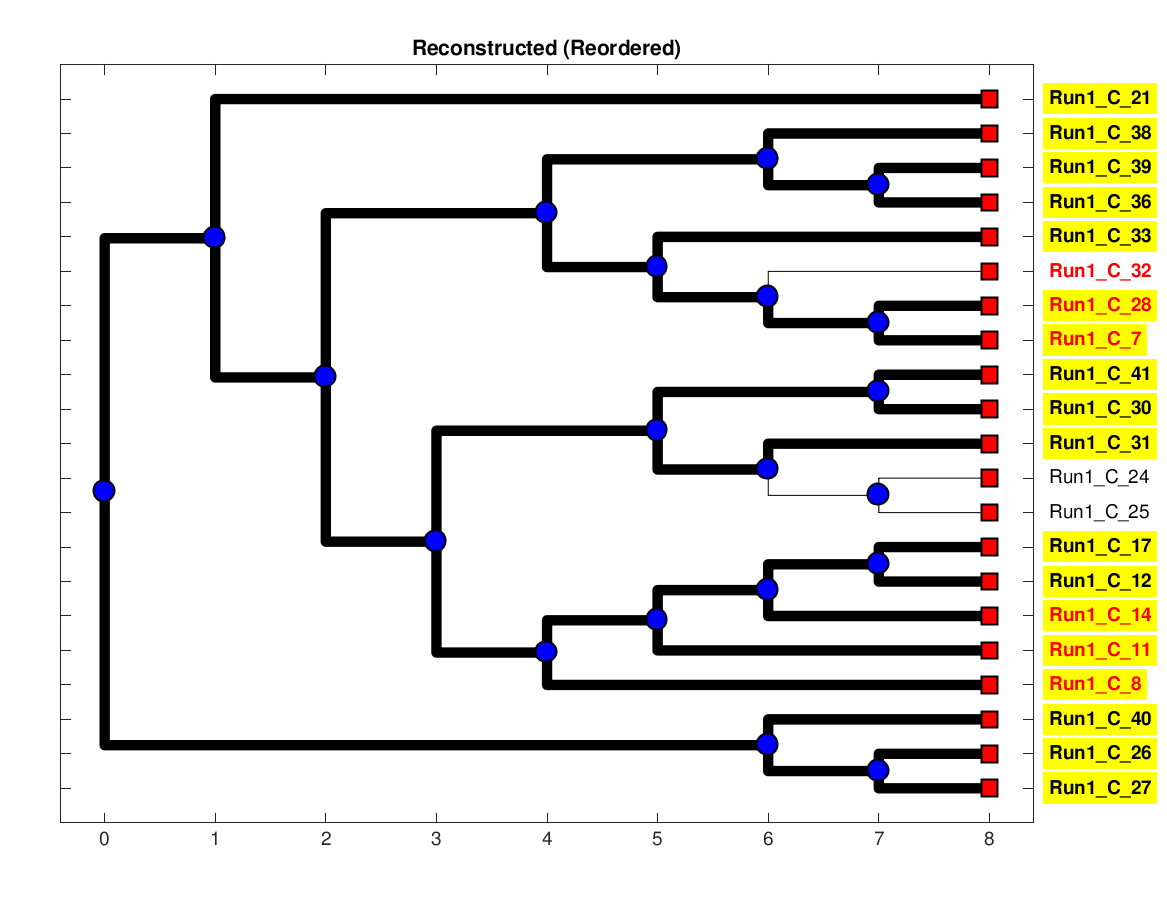 Reconstructed (Reordered)
Run1_C_21
Run1_C_38
Run1_C_39
Run1_C_36
Run1_C_33
Run1_C_32
Run1_C_28
Run1_C_7
Run1_C_41
Run1_C_30
Run1_C_31
Run1_C_24
Run1_C_25
Run1_C_17
Run1_C_12
Run1_C_14
Run1_C_11
Run1_C_8
Run1_C_40
Run1_C_26
Run1_C_27
0 1 2 3 4 5 6 7 8